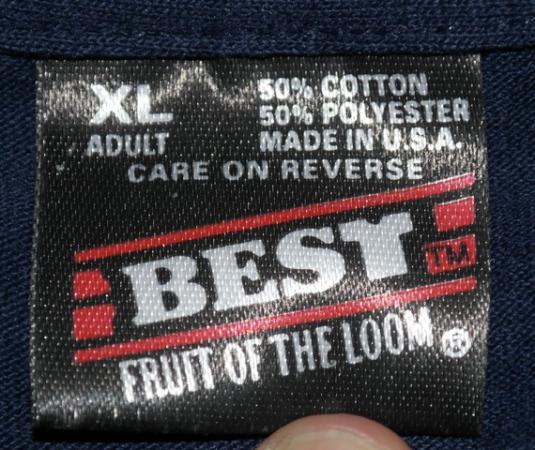 XL 50% COTTON
50% POLYESTER
ADULT MADE IN U.S.A.
CARE ON REVERSE
BEST TM
FRUIT OF THE LOOM ®